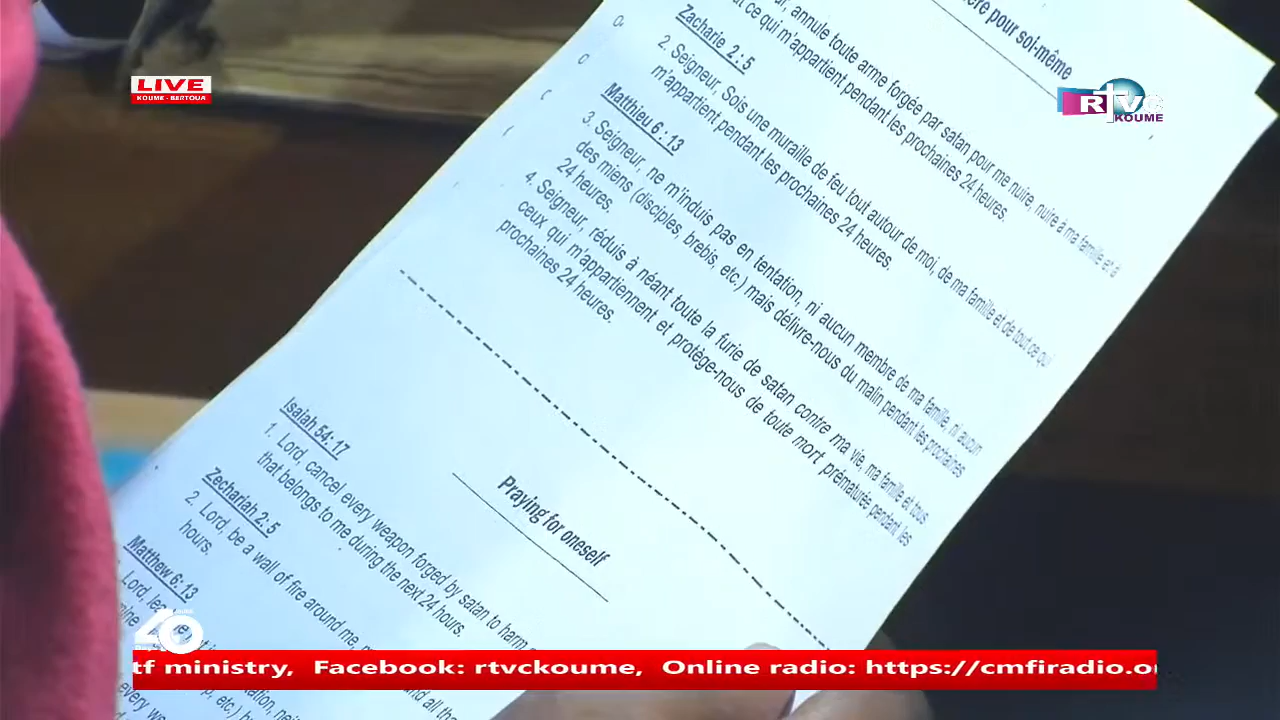 LIVE
KOUME - BERTOUA
RTVC
KOUME
pour soi-même
annule toute arme forgée par satan pour me nuire, nuire à ma famille et à
ce qui m'appartient pendant les prochaines 24 heures.
Zacharie 2 : 5
2. Seigneur, Sois une muraille de feu tout autour de moi, de ma famille et de tout ce qui
m'appartient pendant les prochaines 24 heures.
Matthieu 6 : 13
3. Seigneur, ne m'induis pas en tentation, ni aucun membre de ma famille, ni aucun
des miens (disciples, brebis, etc.) mais délivre-nous du malin pendant les prochaines
24 heures.
4. Seigneur, réduis à néant toute la furie de satan contre ma vie, ma famille et tous
ceux qui m'appartiennent et protège-nous de toute mort prématurée pendant les
prochaines 24 heures.
Praying for oneself
Isaiah 54: 17
1. Lord, cancel every weapon forged by satan to harm
that belongs to me during the next 24 hours.
Zechariah 2: 5
2. Lord, be a wall of fire around me,
hours.
Matthew 6: 13
Lord,
etc.)
every
tf ministry, Facebook: rtvckoume, Online radio: https://cmfiradio.o